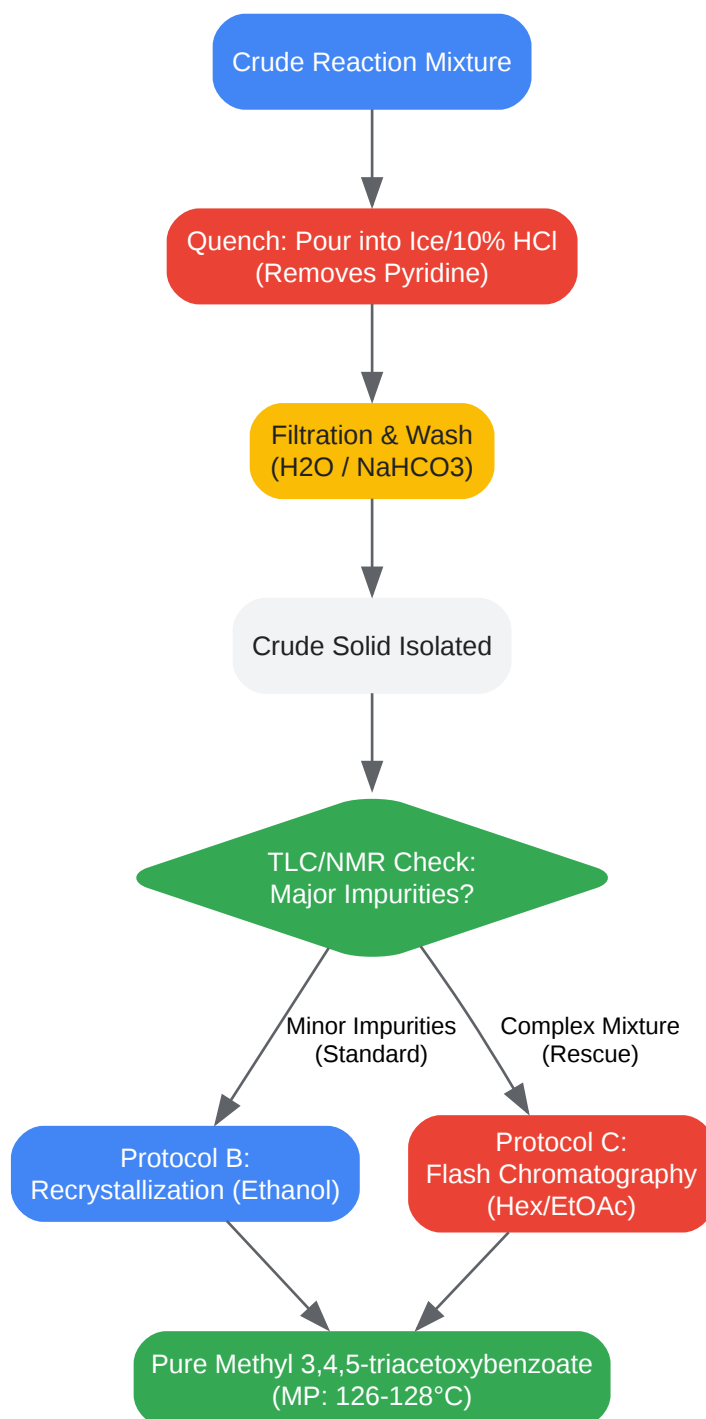 Crude Reaction Mixture
Quench: Pour into Ice/10% HCl
(Removes Pyridine)
Filtration & Wash
(H2O / NaHCO3)
Crude Solid Isolated
TLC/NMR Check:
Major Impurities?
Minor Impurities
(Standard)
Complex Mixture
(Rescue)
Protocol B:
Recrystallization (Ethanol)
Protocol C:
Flash Chromatography
(Hex/EtOAc)
Pure Methyl 3,4,5-triacetoxybenzoate
(MP: 126-128°C)